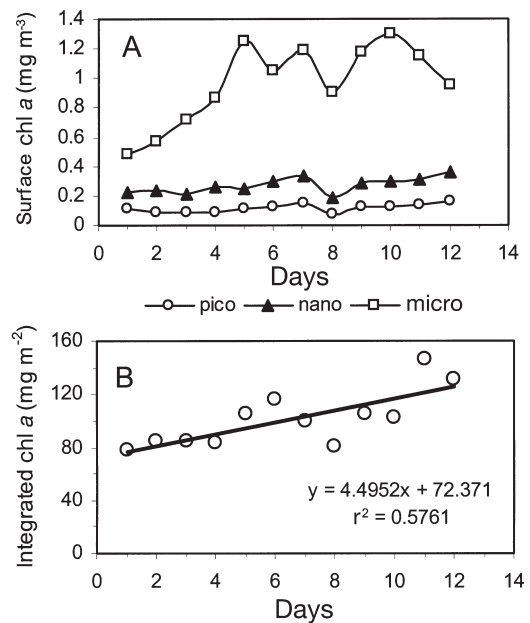 1.4
1.2
1
0.8
0.6
0.4
0.2
0
A
Surface chl a (mg m-3)
0 2 4 6 8 10 12 14
Days
pico nano micro
160
120
80
40
0
B
Integrated chl a (mg m-2)
y = 4.4952x + 72.371
r2 = 0.5761
0 2 4 6 8 10 12 14
Days